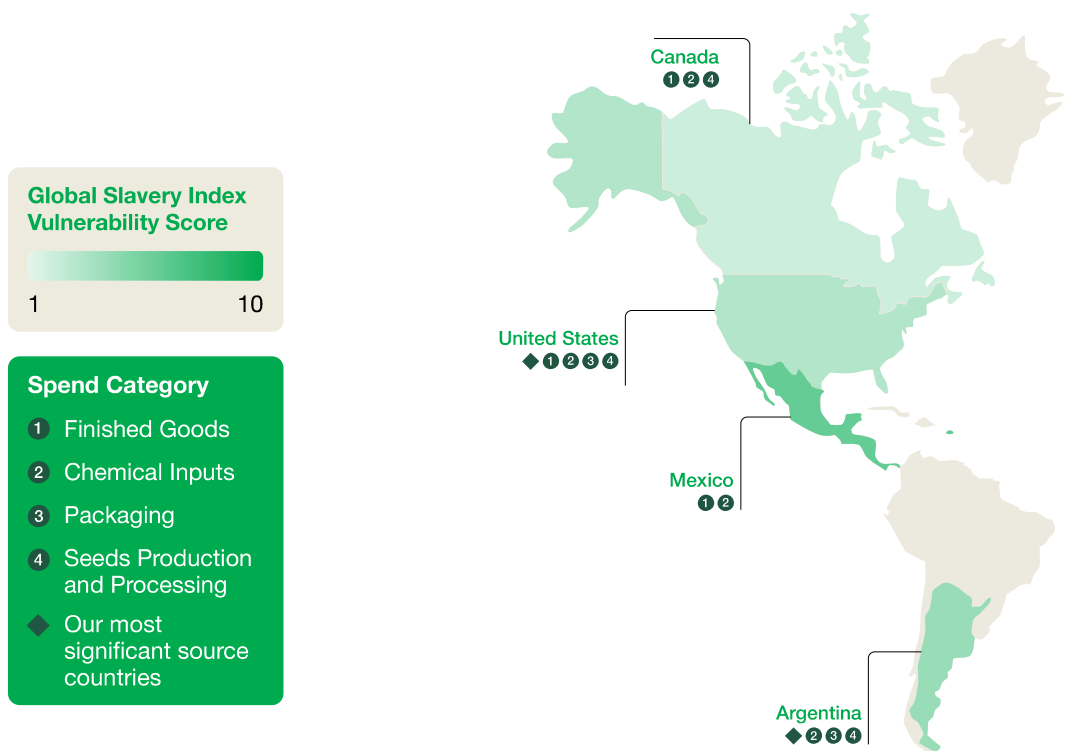 Canada
1 2 4
Global Slavery Index
Vulnerability Score
1 10
United States
1 2 3 4
Spend Category
1 Finished Goods
2 Chemical Inputs
3 Packaging
4 Seeds Production
and Processing
Our most
significant source
countries
Mexico
1 2
Argentina
2 3 4